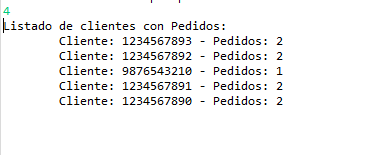 4
Listado de clientes con Pedidos:
Cliente: 1234567893 - Pedidos: 2
Cliente: 1234567892 - Pedidos: 2
Cliente: 9876543210 - Pedidos: 1
Cliente: 1234567891 - Pedidos: 2
Cliente: 1234567890 - Pedidos: 2